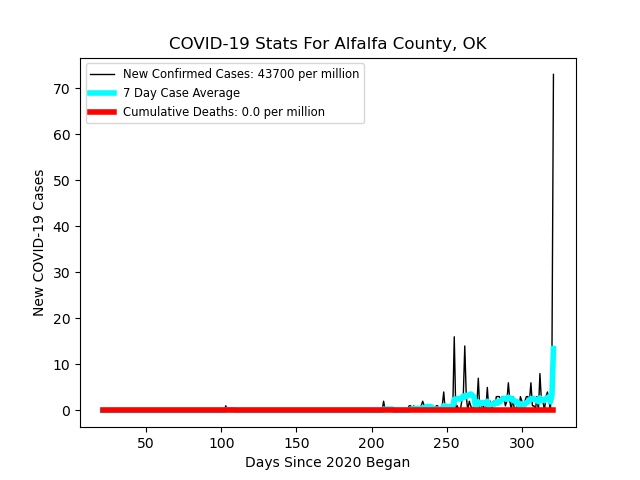 COVID-19 Stats For Alfalfa County, OK
New Confirmed Cases: 43700 per million
7 Day Case Average
Cumulative Deaths: 0.0 per million
New COVID-19 Cases
70
60
50
40
30
20
10
0
50 100 150 200 250 300
Days Since 2020 Began